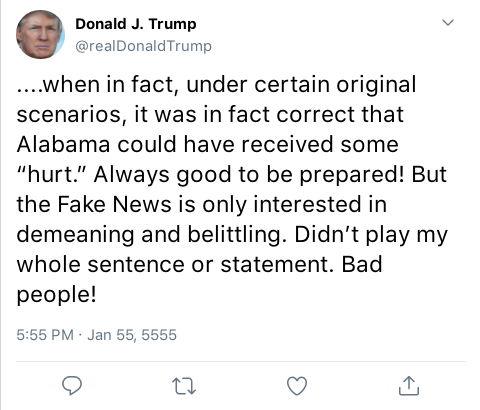 Donald J. Trump
@realDonaldTrump
....when in fact, under certain original
scenarios, it was in fact correct that
Alabama could have received some
“hurt.” Always good to be prepared! But
the Fake News is only interested in
demeaning and belittling. Didn’t play my
whole sentence or statement. Bad
people!
5:55 PM · Jan 55, 5555